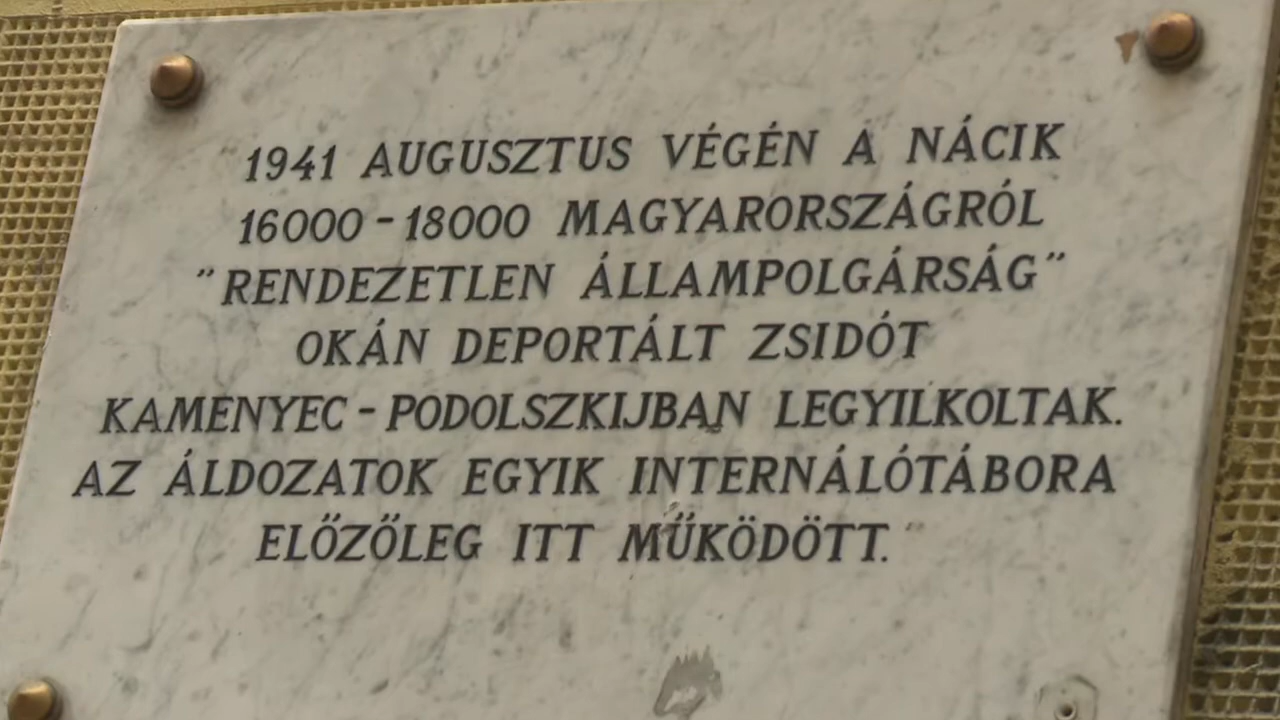 1941 AUGUSZTUS VÉGÉN A NÁCIK
16000-18000 MAGYARORSZÁGRÓL
"RENDEZETLEN ÁLLAMPOLGÁRSÁG"
OKÁN DEPORTÁLT ZSIDÓT
KAMENYEC-PODOLSZKIJBAN LEGYILKOLTAK.
AZ ÁLDOZATOK EGYIK INTERNÁLÓTÁBORA
ELŐZŐLEG ITT MŰKÖDÖTT.